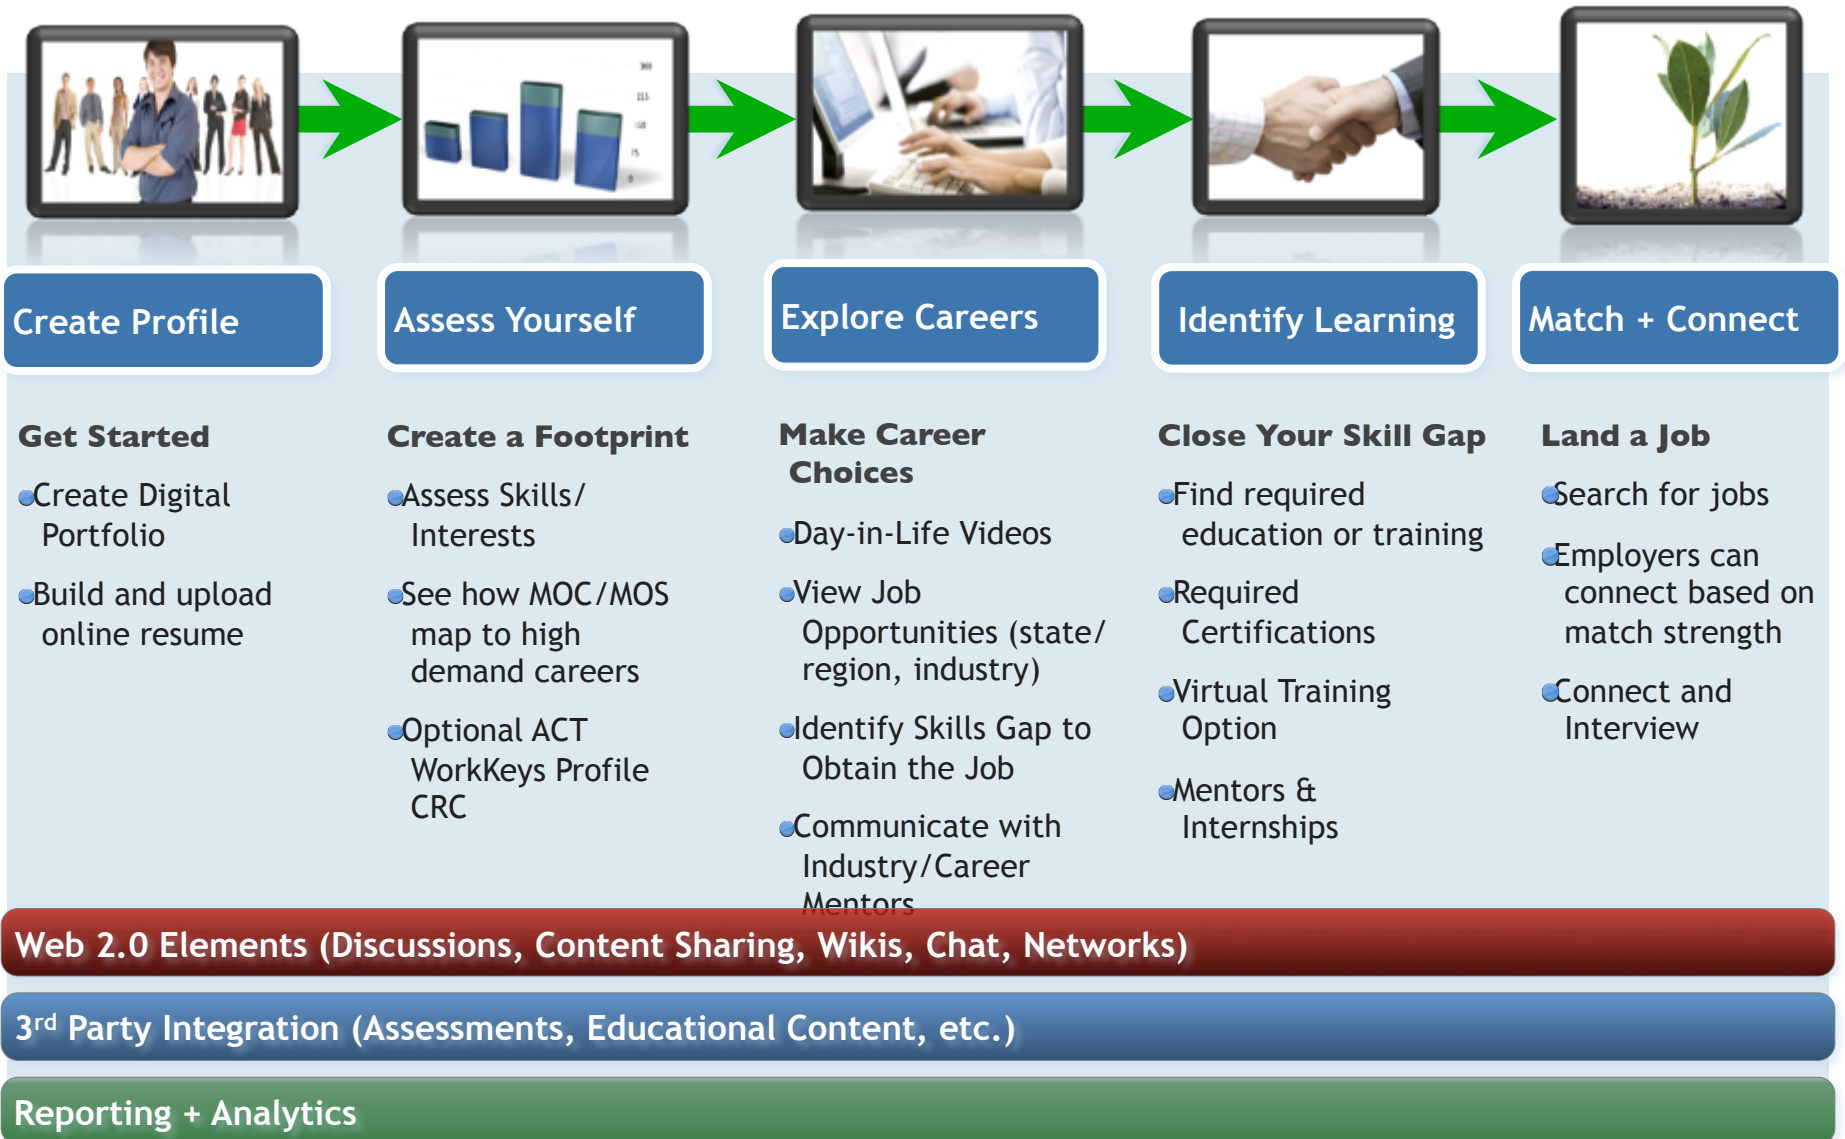 300
225
150
75
0
Create Profile
Assess Yourself
Explore Careers
Identify Learning
Match + Connect
Get Started
Create Digital
Portfolio
Build and upload
online resume
Create a Footprint
Assess Skills/
Interests
See how MOC/MOS
map to high
demand careers
Optional ACT
WorkKeys Profile
CRC
Make Career
Choices
Day-in-Life Videos
View Job
Opportunities (state/
region, industry)
Identify Skills Gap to
Obtain the Job
Communicate with
Industry/Career
Mentors
Close Your Skill Gap
Find required
education or training
Required
Certifications
Virtual Training
Option
Mentors &
Internships
Land a Job
Search for jobs
Employers can
connect based on
match strength
Connect and
Interview
Web 2.0 Elements (Discussions, Content Sharing, Wikis, Chat, Networks)
3rd Party Integration (Assessments, Educational Content, etc.)
Reporting + Analytics